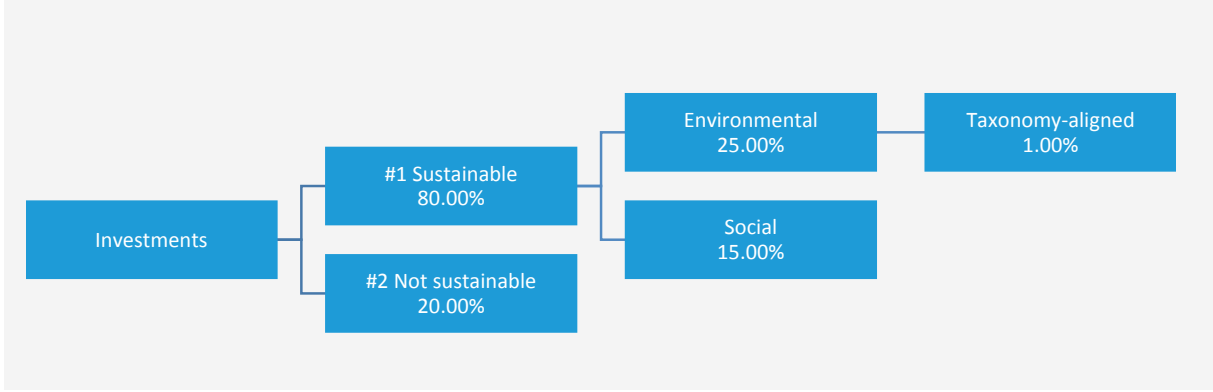 Investments
#1 Sustainable
80.00%
#2 Not sustainable
20.00%
Environmental
25.00%
Social
15.00%
Taxonomy-aligned
1.00%